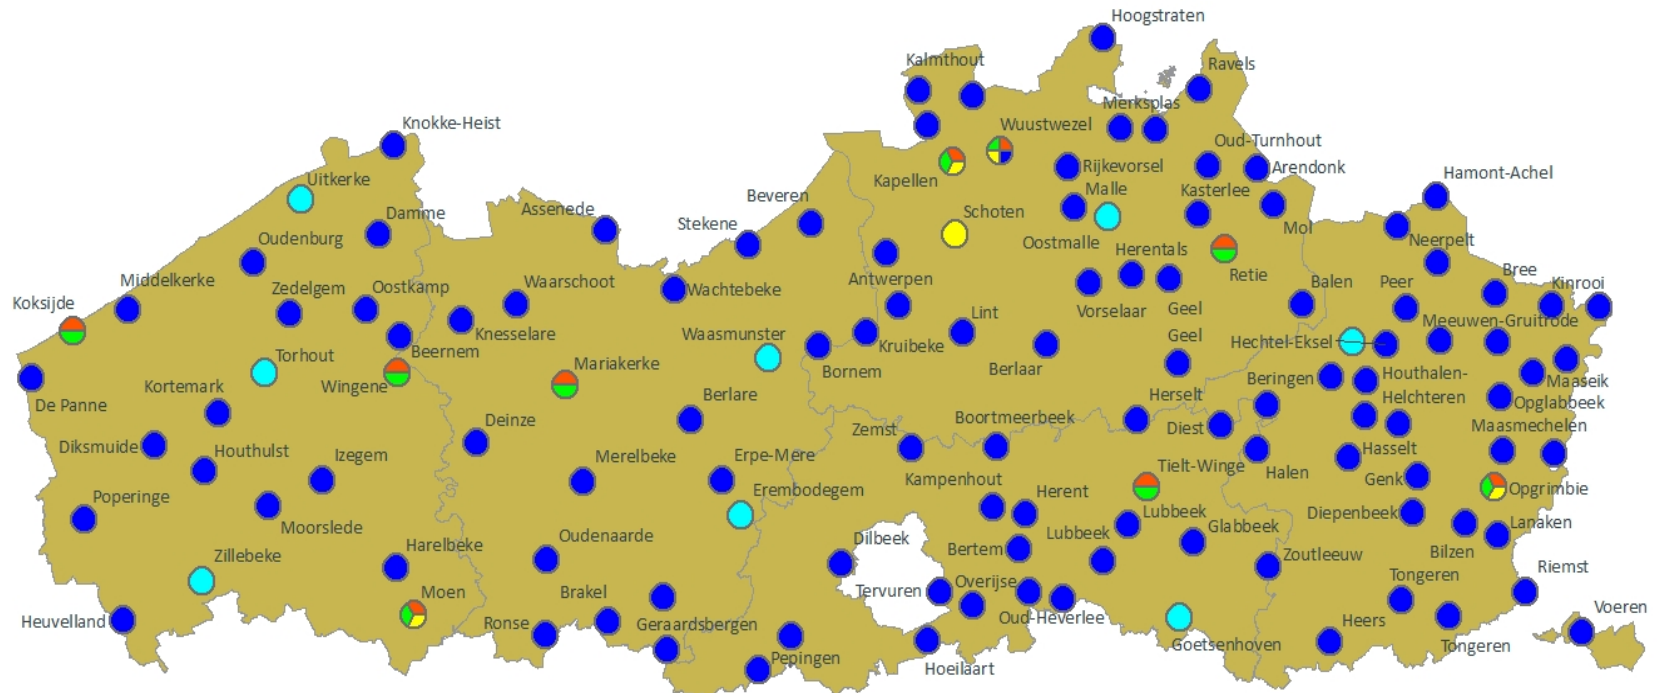 Hoogstraten
Kalmthout
Ravels
Merksplas
Knokke-Heist
Wuustwezel
Oud-Turnhout
Uitkerke
Rijkevorsel
Arendonk
Kapellen
Malle
Kasterlee
Hamont-Achel
Beveren
Assenede
Damme
Schoten
Stekene
Mol
Oudenburg
Oostmalle
Herentals
Neerpelt
Middelkerke
Antwerpen
Retie
Bree
Zedelgem
Oostkamp
Waarschoot
Wachtebeke
Balen
Peer
Kinrooi
Koksijde
Vorselaar
Geel
Lint
Meeuwen-Gruitrode
Knesselare
Waasmunster
Geel
Hechtel-Eksel
Kruibeke
Torhout
Beernem
Mariakerke
Bornem
Berlaar
Kortemark
Wingene
Beringen
Houthalen-
Helchteren
Maaseik
De Panne
Berlare
Herselt
Opglabbeek
Deinze
Boortmeerbeek
Zemst
Diest
Maasmechelen
Diksmuide
Houthulst
Izegem
Merelbeke
Erpe-Mere
Hasselt
Tielt-Winge
Halen
Kampenhout
Genk
Opgrimbie
Poperinge
Erembodegem
Herent
Moorslede
Lubbeek
Diepenbeek
Lubbeek
Glabbeek
Lanaken
Oudenaarde
Dilbeek
Harelbeke
Bertem
Bilzen
Zillebeke
Zoutleeuw
Riemst
Tongeren
Overijse
Moen
Brakel
Tervuren
Voeren
Heuvelland
Ronse
Geraardsbergen
Oud-Heverlee
Heers
Goetsenhoven
Tongeren
Pepingen
Hoeilaart